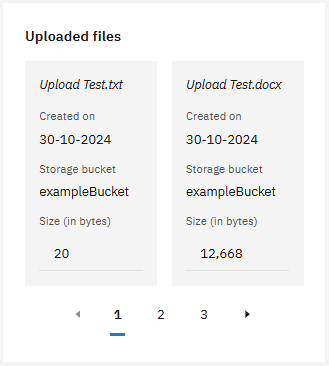 Uploaded files
Upload Test.txt
Created on
30-10-2024
Storage bucket
exampleBucket
Size (in bytes)
20
Upload Test.docx
Created on
30-10-2024
Storage bucket
exampleBucket
Size (in bytes)
12,668
1 2 3